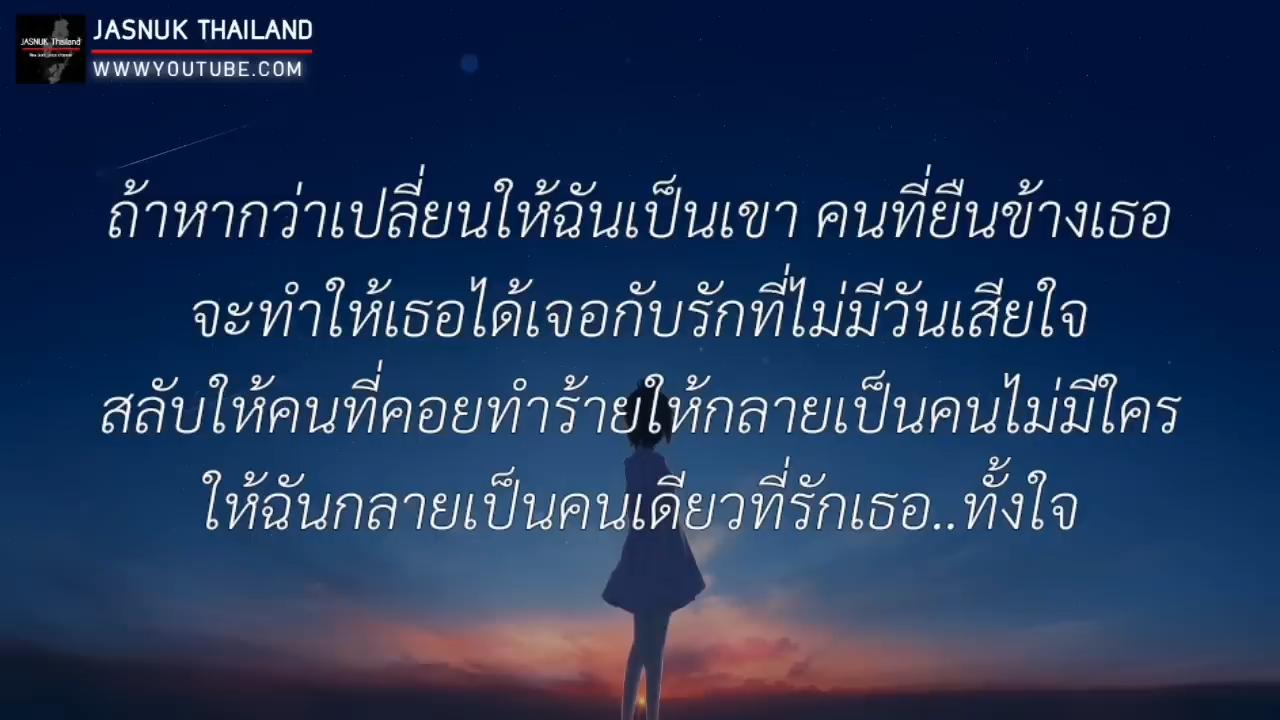 JASNUK THAILAND
WWWYOUTUBE.COM
JASNUK Thailand
ถ้าหากว่าเปลี่ยนให้ฉันเป็นเขา คนที่ยืนข้างเธอ
จะทำให้เธอได้เจอกับรักที่ไม่มีวันเสียใจ
สลับให้คนที่คอยทำร้ายให้กลายเป็นคนไม่มีใคร
ให้ฉันกลายเป็นคนเดียวที่รักเธอ..ทั้งใจ